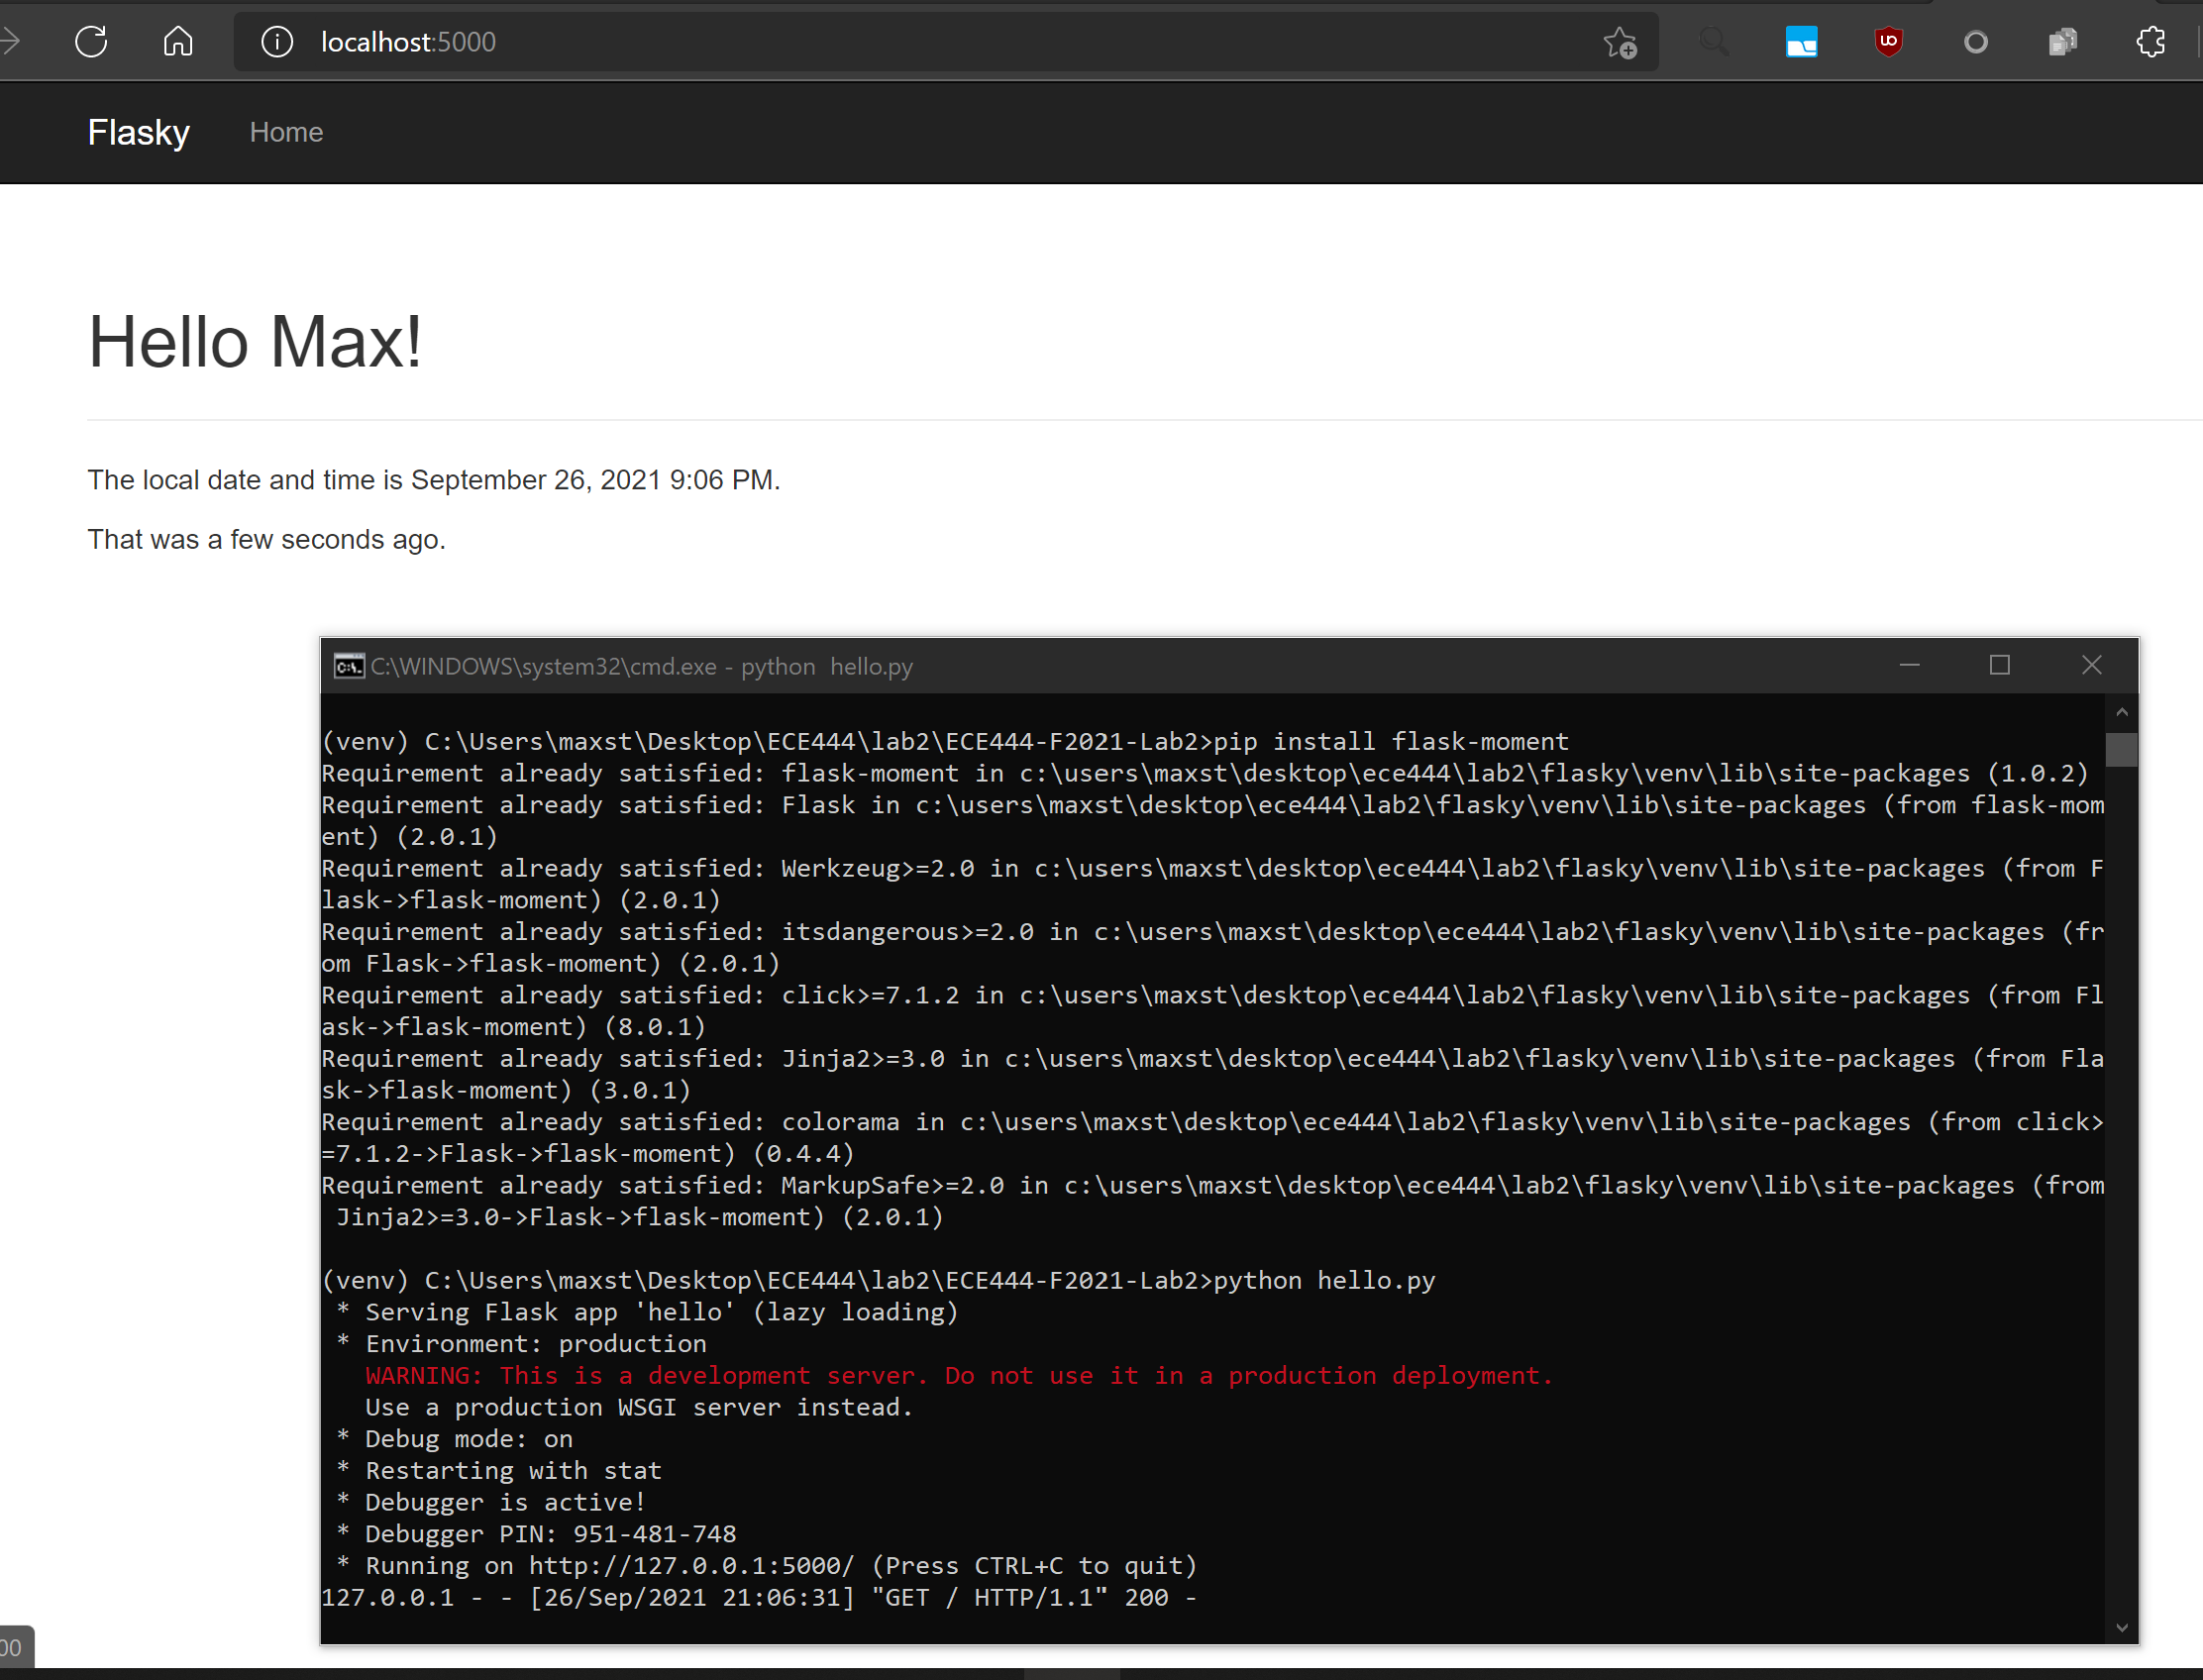 localhost:5000
Flasky Home
Hello Max!
The local date and time is September 26, 2021 9:06 PM.
That was a few seconds ago.
C:\WINDOWS\system32\cmd.exe - python  hello.py
(venv) C:\Users\maxst\Desktop\ECE444\lab2\ECE444-F2021-Lab2>pip install flask-moment
Requirement already satisfied: flask-moment in c:\users\maxst\desktop\ece444\lab2\flasky\venv\lib\site-packages (1.0.2)
Requirement already satisfied: Flask in c:\users\maxst\desktop\ece444\lab2\flasky\venv\lib\site-packages (from flask-mom
ent) (2.0.1)
Requirement already satisfied: Werkzeug>=2.0 in c:\users\maxst\desktop\ece444\lab2\flasky\venv\lib\site-packages (from F
lask->flask-moment) (2.0.1)
Requirement already satisfied: itsdangerous>=2.0 in c:\users\maxst\desktop\ece444\lab2\flasky\venv\lib\site-packages (fr
om Flask->flask-moment) (2.0.1)
Requirement already satisfied: click>=7.1.2 in c:\users\maxst\desktop\ece444\lab2\flasky\venv\lib\site-packages (from Fl
ask->flask-moment) (8.0.1)
Requirement already satisfied: Jinja2>=3.0 in c:\users\maxst\desktop\ece444\lab2\flasky\venv\lib\site-packages (from Fla
sk->flask-moment) (3.0.1)
Requirement already satisfied: colorama in c:\users\maxst\desktop\ece444\lab2\flasky\venv\lib\site-packages (from click>
=7.1.2->Flask->flask-moment) (0.4.4)
Requirement already satisfied: MarkupSafe>=2.0 in c:\users\maxst\desktop\ece444\lab2\flasky\venv\lib\site-packages (from
 Jinja2>=3.0->Flask->flask-moment) (2.0.1)
(venv) C:\Users\maxst\Desktop\ECE444\lab2\ECE444-F2021-Lab2>python hello.py
 * Serving Flask app 'hello' (lazy loading)
 * Environment: production
   WARNING: This is a development server. Do not use it in a production deployment.
   Use a production WSGI server instead.
 * Debug mode: on
 * Restarting with stat
 * Debugger is active!
 * Debugger PIN: 951-481-748
 * Running on http://127.0.0.1:5000/ (Press CTRL+C to quit)
127.0.0.1 - - [26/Sep/2021 21:06:31] "GET / HTTP/1.1" 200 -
00